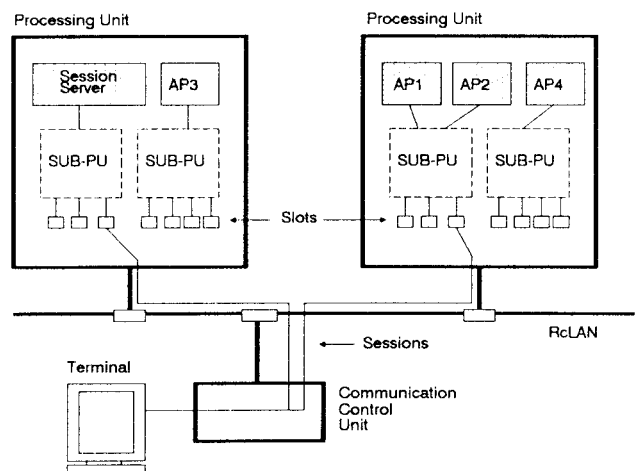 Processing Unit
Processing Unit
Session
Server
AP3
AP1
AP2
AP4
SUB-PU
SUB-PU
SUB-PU
SUB-PU
Slots
RcLAN
Sessions
Terminal
Communication
Control
Unit